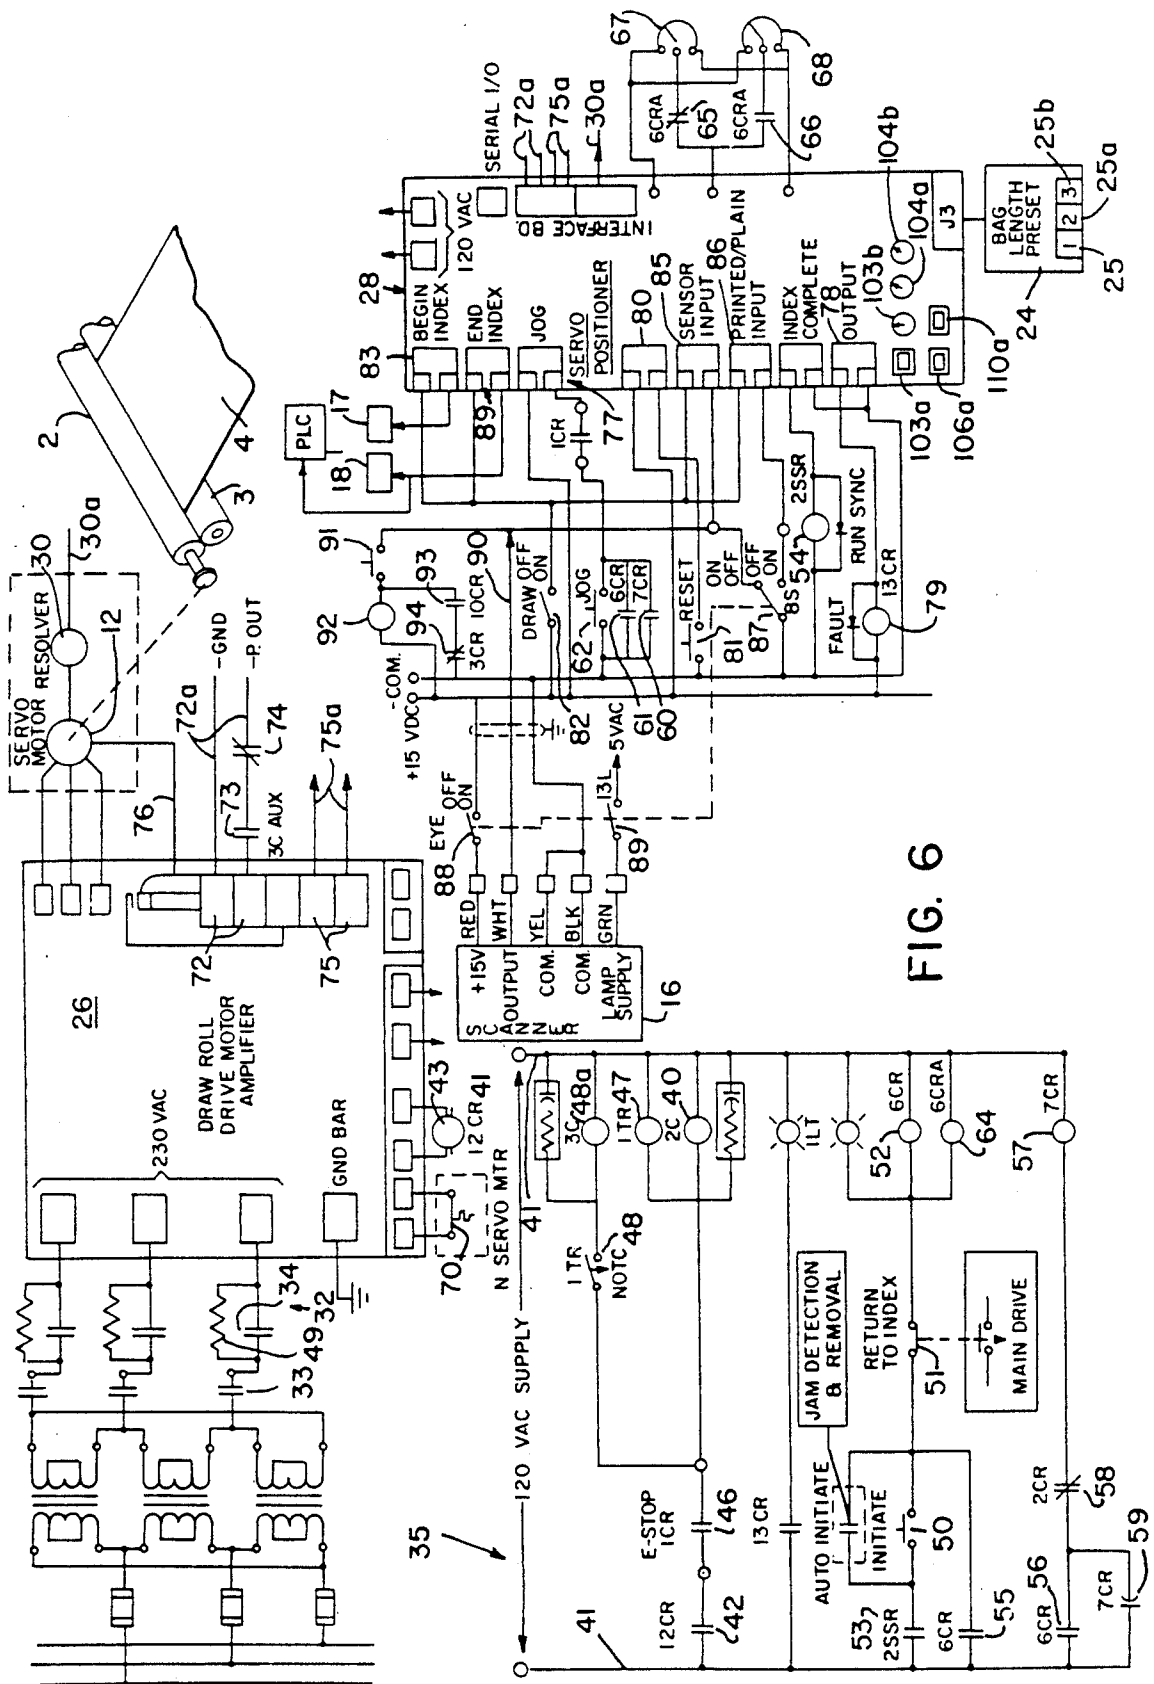 2
3
4
SERVO
MOTOR
RESOLVER
30
30a
12
-GND
-P. OUT
72a
74
76
73
3C AUX
75a
72
75
26
DRAW ROLL
DRIVE MOTOR
AMPLIFIER
230 VAC
GND BAR
34
32
49
33
70
43
12 CR
41
N SERVO MTR
PLC
17
18
28
83
BEGIN
INDEX
120 VAC
SERIAL I/O
72a
75a
30a
END
INDEX
89
JOG
SERVO
POSITIONER
77
INTERFACE BD.
80
85
SENSOR
INPUT
86
PRINTED/PLAIN
INPUT
INDEX
COMPLETE
78
OUTPUT
103b
104a
104b
103a
106a
110a
J3
BAG
LENGTH
PRESET
1 2 3
24
25
25a
25b
67
68
6CRA
65
6CRA
66
91
92
93
94
3CR
10CR
90
+15 VDC
-COM.
DRAW
OFF
ON
82
1CR
JOG
62
6CR
7CR
61
60
RESET
81
ON
OFF
OFF
ON
8S
87
2SSR
54
RUN SYNC
FAULT
13CR
79
EYE
OFF
ON
88
13L
5VAC
89
RED
WHT
YEL
BLK
GRN
SCANNER
+15V
OUTPUT
COM.
COM.
LAMP
SUPPLY
16
FIG. 6
35
120 VAC SUPPLY
41
41
3C
48a
1TR
47
2C
40
1TR
NOTC
48
E-STOP
1CR
46
12CR
42
1LT
13CR
JAM DETECTION
& REMOVAL
AUTO INITIATE
INITIATE
50
53
2SSR
6CR
55
RETURN
TO INDEX
51
MAIN DRIVE
6CR
52
6CRA
64
7CR
57
2CR
58
6CR
56
7CR
59